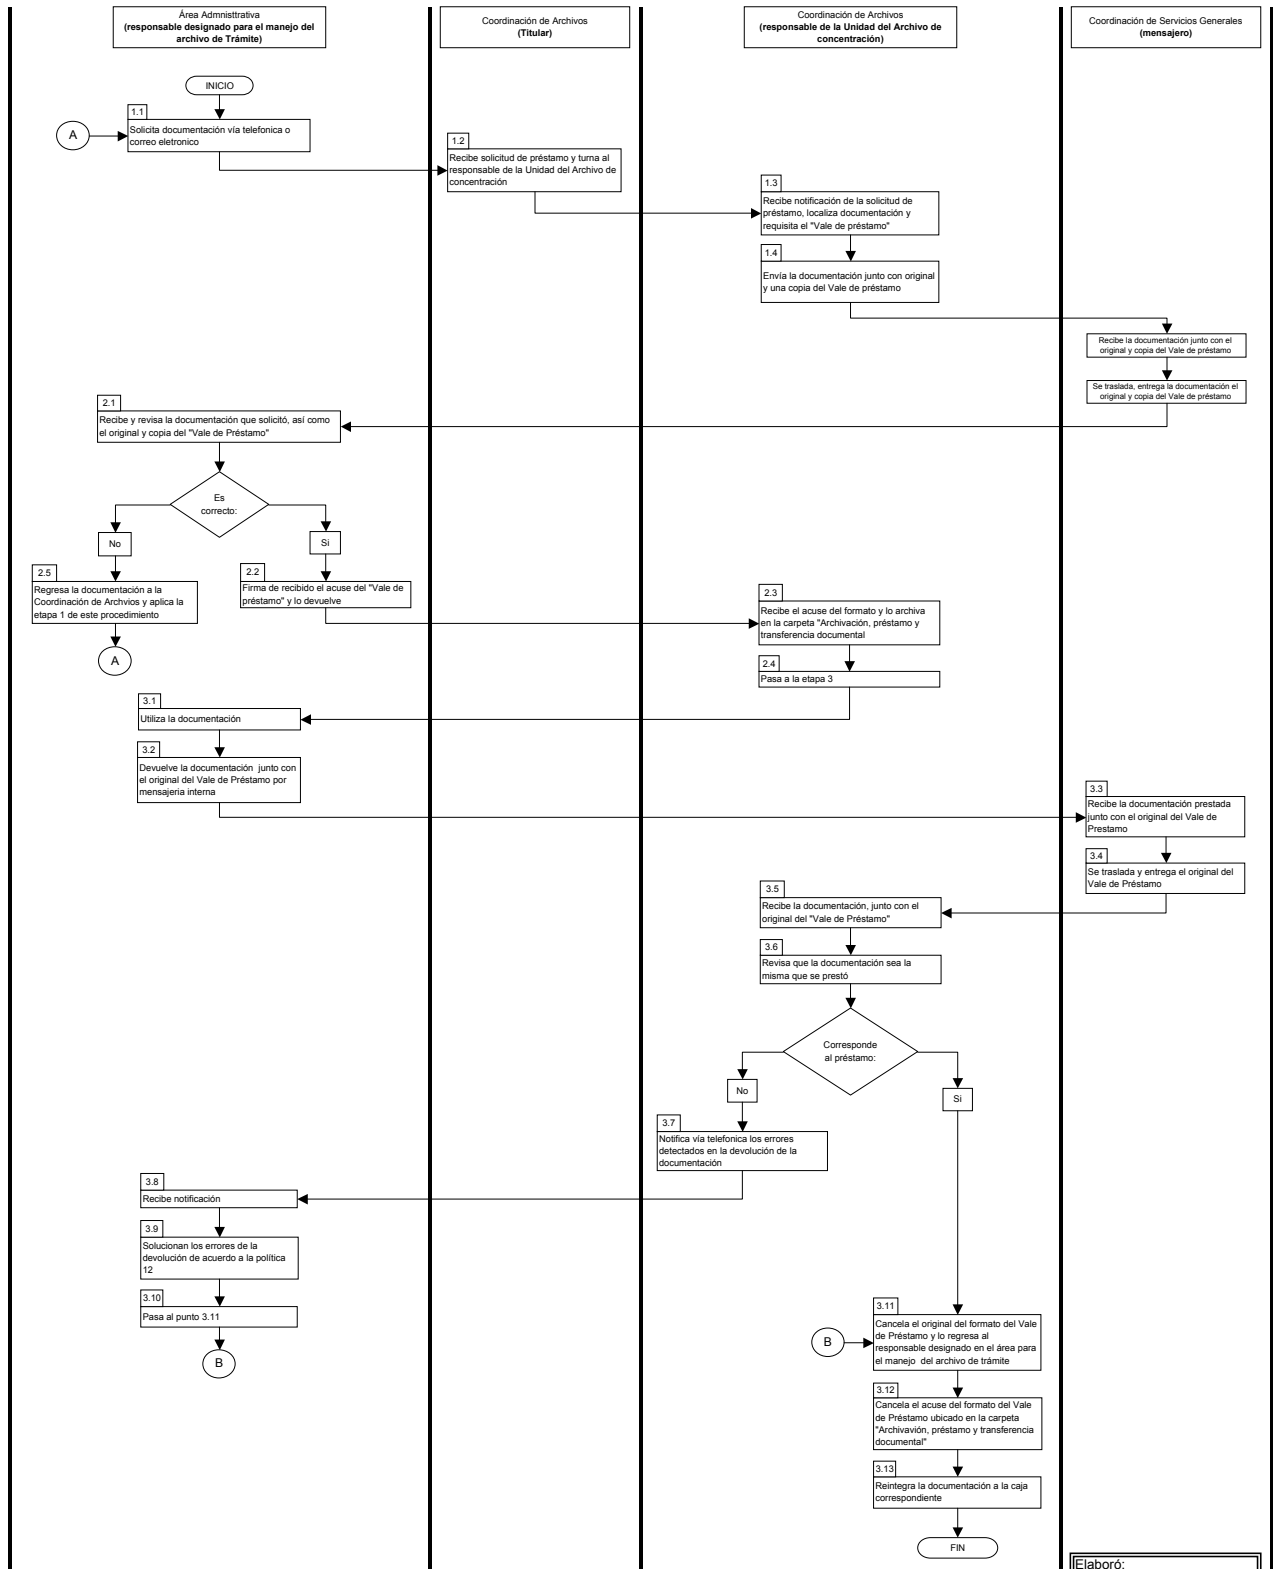 Área Admnisttrativa
(responsable designado para el manejo del
archivo de Trámite)
Coordinación de Archivos
(Titular)
Coordinación de Archivos
(responsable de la Unidad del Archivo de
concentración)
Coordinación de Servicios Generales
(mensajero)
INICIO
A
1.1
Solicita documentación vía telefonica o
correo eletronico
1.2
Recibe solicitud de préstamo y turna al
responsable de la Unidad del Archivo de
concentración
1.3
Recibe notificación de la solicitud de
préstamo, localiza documentación y
requisita el "Vale de préstamo"
1.4
Envía la documentación junto con original
y una copia del Vale de préstamo
Recibe la documentación junto con el
original y copia del Vale de préstamo
Se traslada, entrega la documentación el
original y copia del Vale de préstamo
2.1
Recibe y revisa la documentación que solicitó, así como
el original y copia del "Vale de Préstamo"
Es
correcto:
No
Si
2.5
Regresa la documentación a la
Coordinación de Archvios y aplica la
etapa 1 de este procedimiento
2.2
Firma de recibido el acuse del "Vale de
préstamo" y lo devuelve
2.3
Recibe el acuse del formato y lo archiva
en la carpeta "Archivación, préstamo y
transferencia documental
A
2.4
Pasa a la etapa 3
3.1
Utiliza la documentación
3.2
Devuelve la documentación junto con
el original del Vale de Préstamo por
mensajeria interna
3.3
Recibe la documentación prestada
junto con el original del Vale de
Prestamo
3.4
Se traslada y entrega el original del
Vale de Préstamo
3.5
Recibe la documentación, junto con el
original del "Vale de Préstamo"
3.6
Revisa que la documentación sea la
misma que se prestó
Corresponde
al préstamo:
No
Si
3.7
Notifica vía telefonica los errores
detectados en la devolución de la
documentación
3.8
Recibe notificación
3.9
Solucionan los errores de la
devolución de acuerdo a la política
12
3.10
Pasa al punto 3.11
B
3.11
Cancela el original del formato del Vale
de Préstamo y lo regresa al
responsable designado en el área para
el manejo del archivo de trámite
B
3.12
Cancela el acuse del formato del Vale
de Préstamo ubicado en la carpeta
"Archivavión, préstamo y transferencia
documental"
3.13
Reintegra la documentación a la caja
correspondiente
FIN
Elaboró: